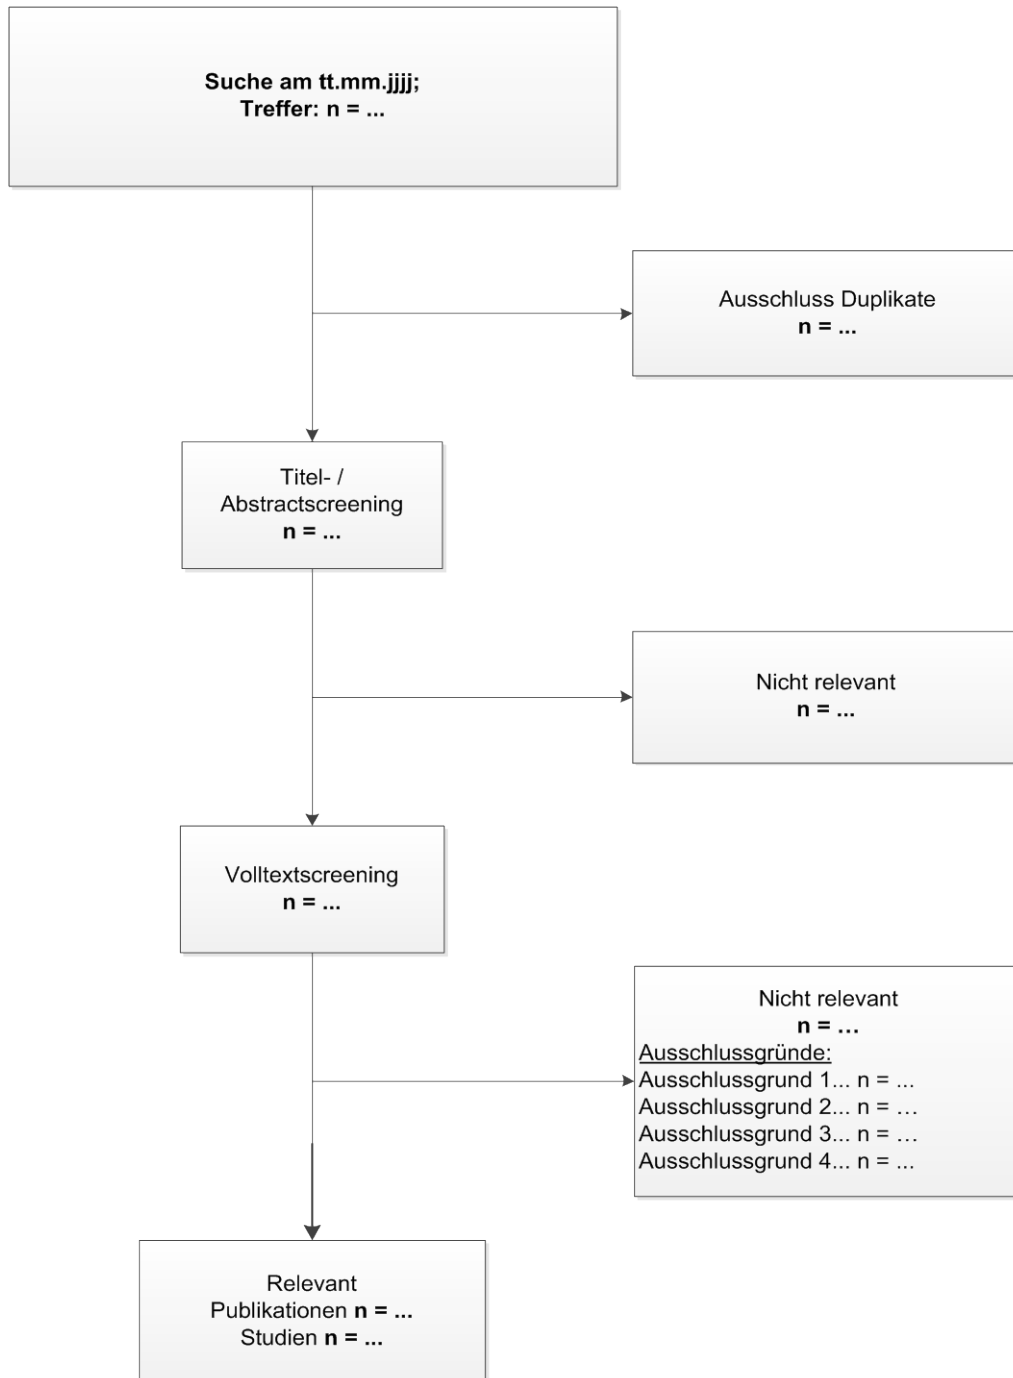 Suche am tt.mm.jjjj;
Treffer: n = ...
Ausschluss Duplikate
n = ...
Titel- /
Abstractscreening
n = ...
Nicht relevant
n = ...
Volltextscreening
n = ...
Nicht relevant
n = ...
Ausschlussgründe:
Ausschlussgrund 1... n = ...
Ausschlussgrund 2... n = ...
Ausschlussgrund 3... n = ...
Ausschlussgrund 4... n = ...
Relevant
Publikationen n = ...
Studien n = ...